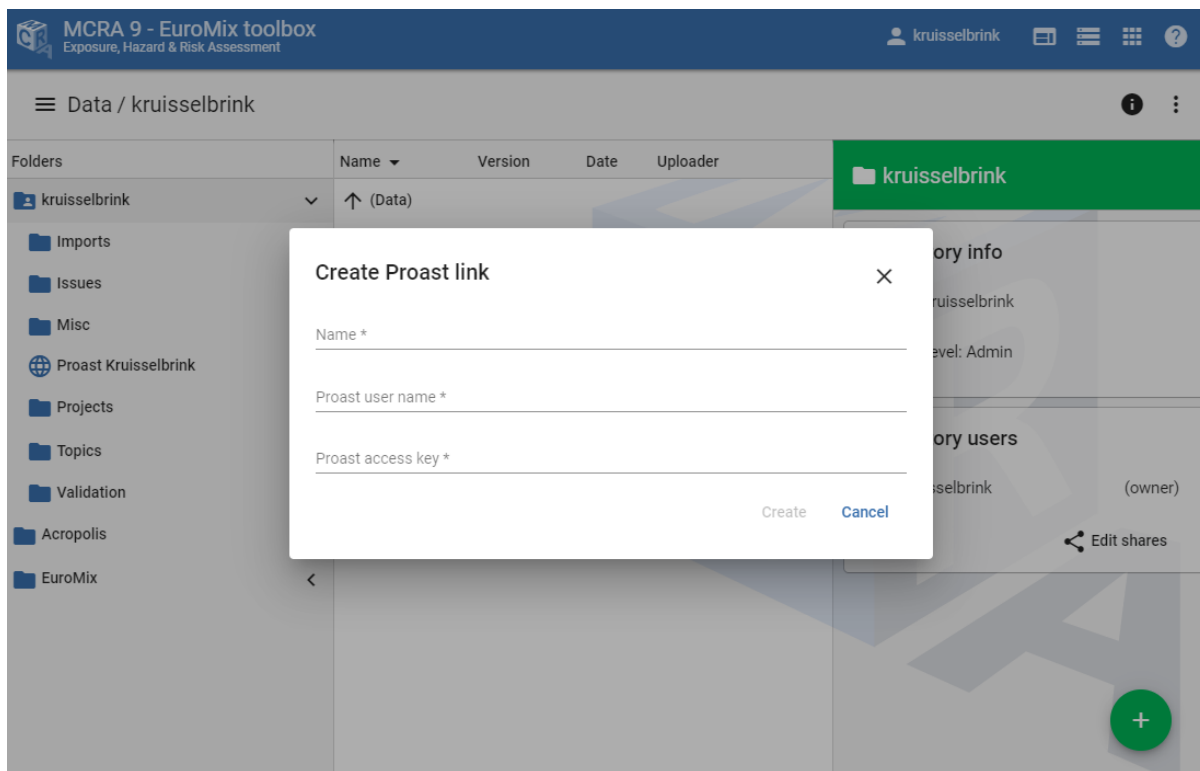 MCRA 9 - EuroMix toolbox
Exposure, Hazard & Risk Assessment
kruisselbrink
Data / kruisselbrink
Folders
Name
Version
Date
Uploader
kruisselbrink
(Data)
kruisselbrink
Imports
Issues
Misc
Proast Kruisselbrink
Projects
Topics
Validation
Acropolis
EuroMix
Create Proast link
Name *
Proast user name *
Proast access key *
Create
Cancel
ory info
ruisselbrink
evel: Admin
ory users
sselbrink
(owner)
Edit shares